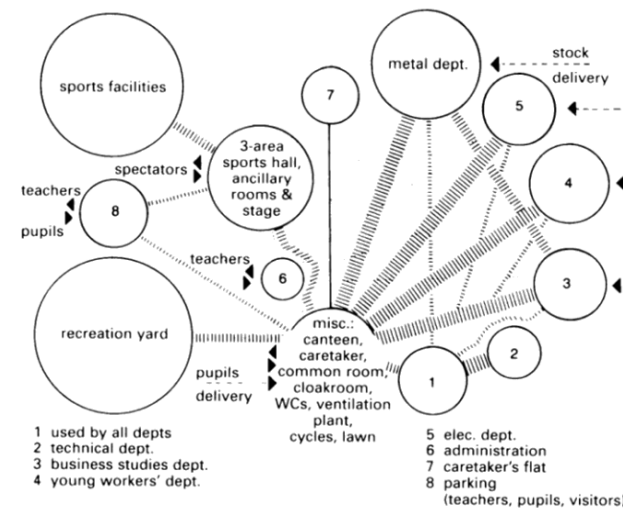 sports facilities
metal dept.
stock
delivery
7
5
3-area
sports hall,
ancillary
rooms &
stage
spectators
teachers
8
pupils
4
teachers
6
3
recreation yard
misc.:
canteen,
caretaker,
common room,
cloakroom,
WCs, ventilation
plant,
cycles, lawn
pupils
delivery
2
1
1 used by all depts
2 technical dept.
3 business studies dept.
4 young workers' dept.
5 elec. dept.
6 administration
7 caretaker's flat
8 parking
(teachers, pupils, visitors)